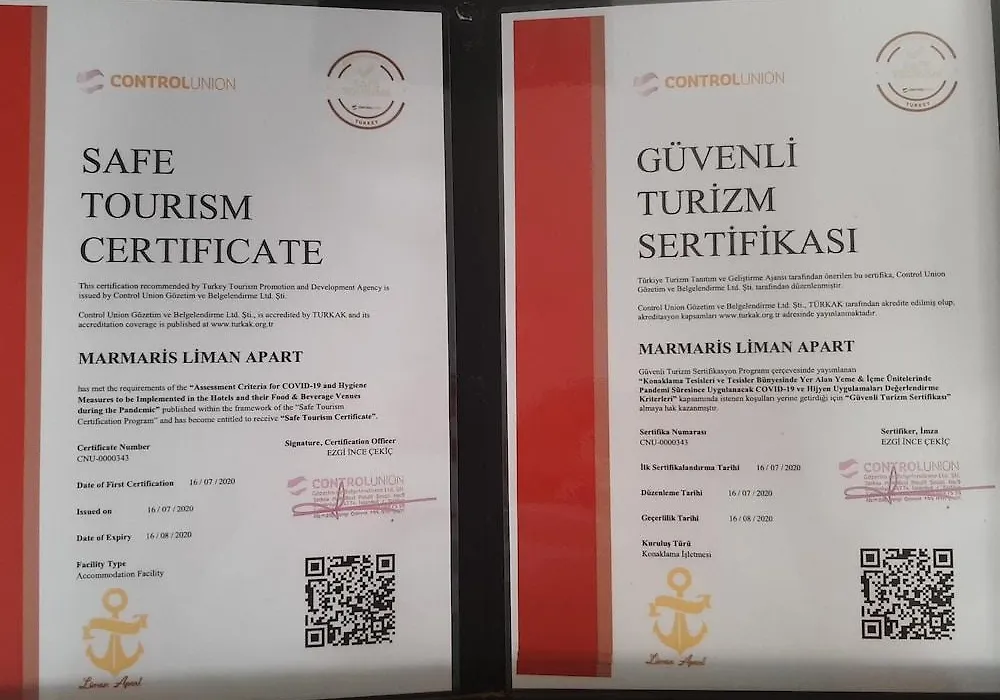 CONTROLUNION
TURKEY
SAFE
TOURISM
CERTIFICATE
This certification recommended by Turkey Tourism Promotion and Development Agency is
issued by Control Union Gözetim ve Belgelendirme Ltd. Şti.
Control Union Gözetim ve Belgelendirme Ltd. Şti., is accredited by TURKAK and its
accreditation coverage is published at www.turkak.org.tr
MARMARİS LİMAN APART
has met the requirements of the "Assessment Criteria for COVID-19 and Hygiene
Measures to be Implemented in the Hotels and their Food & Beverage Venues
during the Pandemic" published within the framework of the "Safe Tourism
Certification Program" and has become entitled to receive "Safe Tourism Certificate".
Certificate Number
CNU-0000343
Signature, Certification Officer
EZGİ İNCE ÇEKİÇ
Date of First Certification 16 / 07 / 2020
Issued on 16 / 07 / 2020
Date of Expiry 16 / 08 / 2020
CONTROLUNION
Facility Type
Accommodation Facility
Liman Apart
CONTROLUNION
TURKEY
GÜVENLİ
TURİZM
SERTİFİKASI
Türkiye Turizm Tanıtım ve Geliştirme Ajansı tarafından önerilen bu sertifika, Control Union
Gözetim ve Belgelendirme Ltd. Şti. tarafından düzenlenmiştir.
Control Union Gözetim ve Belgelendirme Ltd. Şti., TÜRKAK tarafından akredite edilmiş olup,
akreditasyon kapsamları www.turkak.org.tr adresinde yayınlanmaktadır.
MARMARİS LİMAN APART
Güvenli Turizm Sertifikasyon Programı çerçevesinde yayımlanan
"Konaklama Tesisleri ve Tesisler Bünyesinde Yer Alan Yeme & İçme Ünitelerinde
Pandemi Süresince Uygulanacak COVID-19 ve Hijyen Uygulamaları Değerlendirme
Kriterleri" kapsamında istenen koşulları yerine getirdiği için "Güvenli Turizm Sertifikası"
almaya hak kazanmıştır.
Sertifika Numarası
CNU-0000343
Sertifiker, İmza
EZGİ İNCE ÇEKİÇ
İlk Sertifikalandırma Tarihi 16 / 07 / 2020
Düzenleme Tarihi 16 / 07 / 2020
Geçerlilik Tarihi 16 / 08 / 2020
CONTROLUNION
Kuruluş Türü
Konaklama İşletmesi
Liman Apart